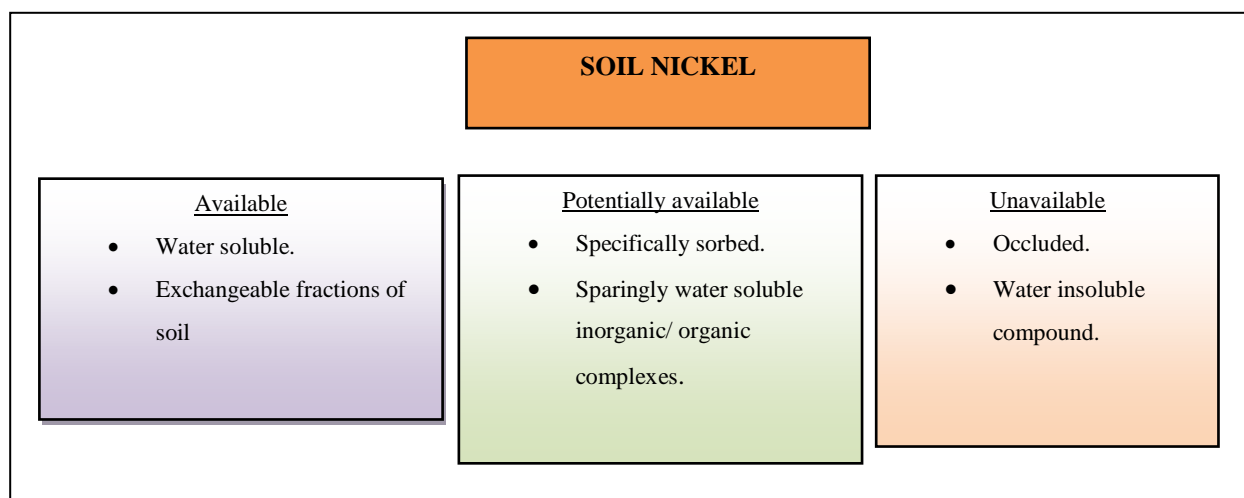 SOIL NICKEL
Available
• Water soluble.
• Exchangeable fractions of
soil
Potentially available
• Specifically sorbed.
• Sparingly water soluble
inorganic/ organic
complexes.
Unavailable
• Occluded.
• Water insoluble
compound.